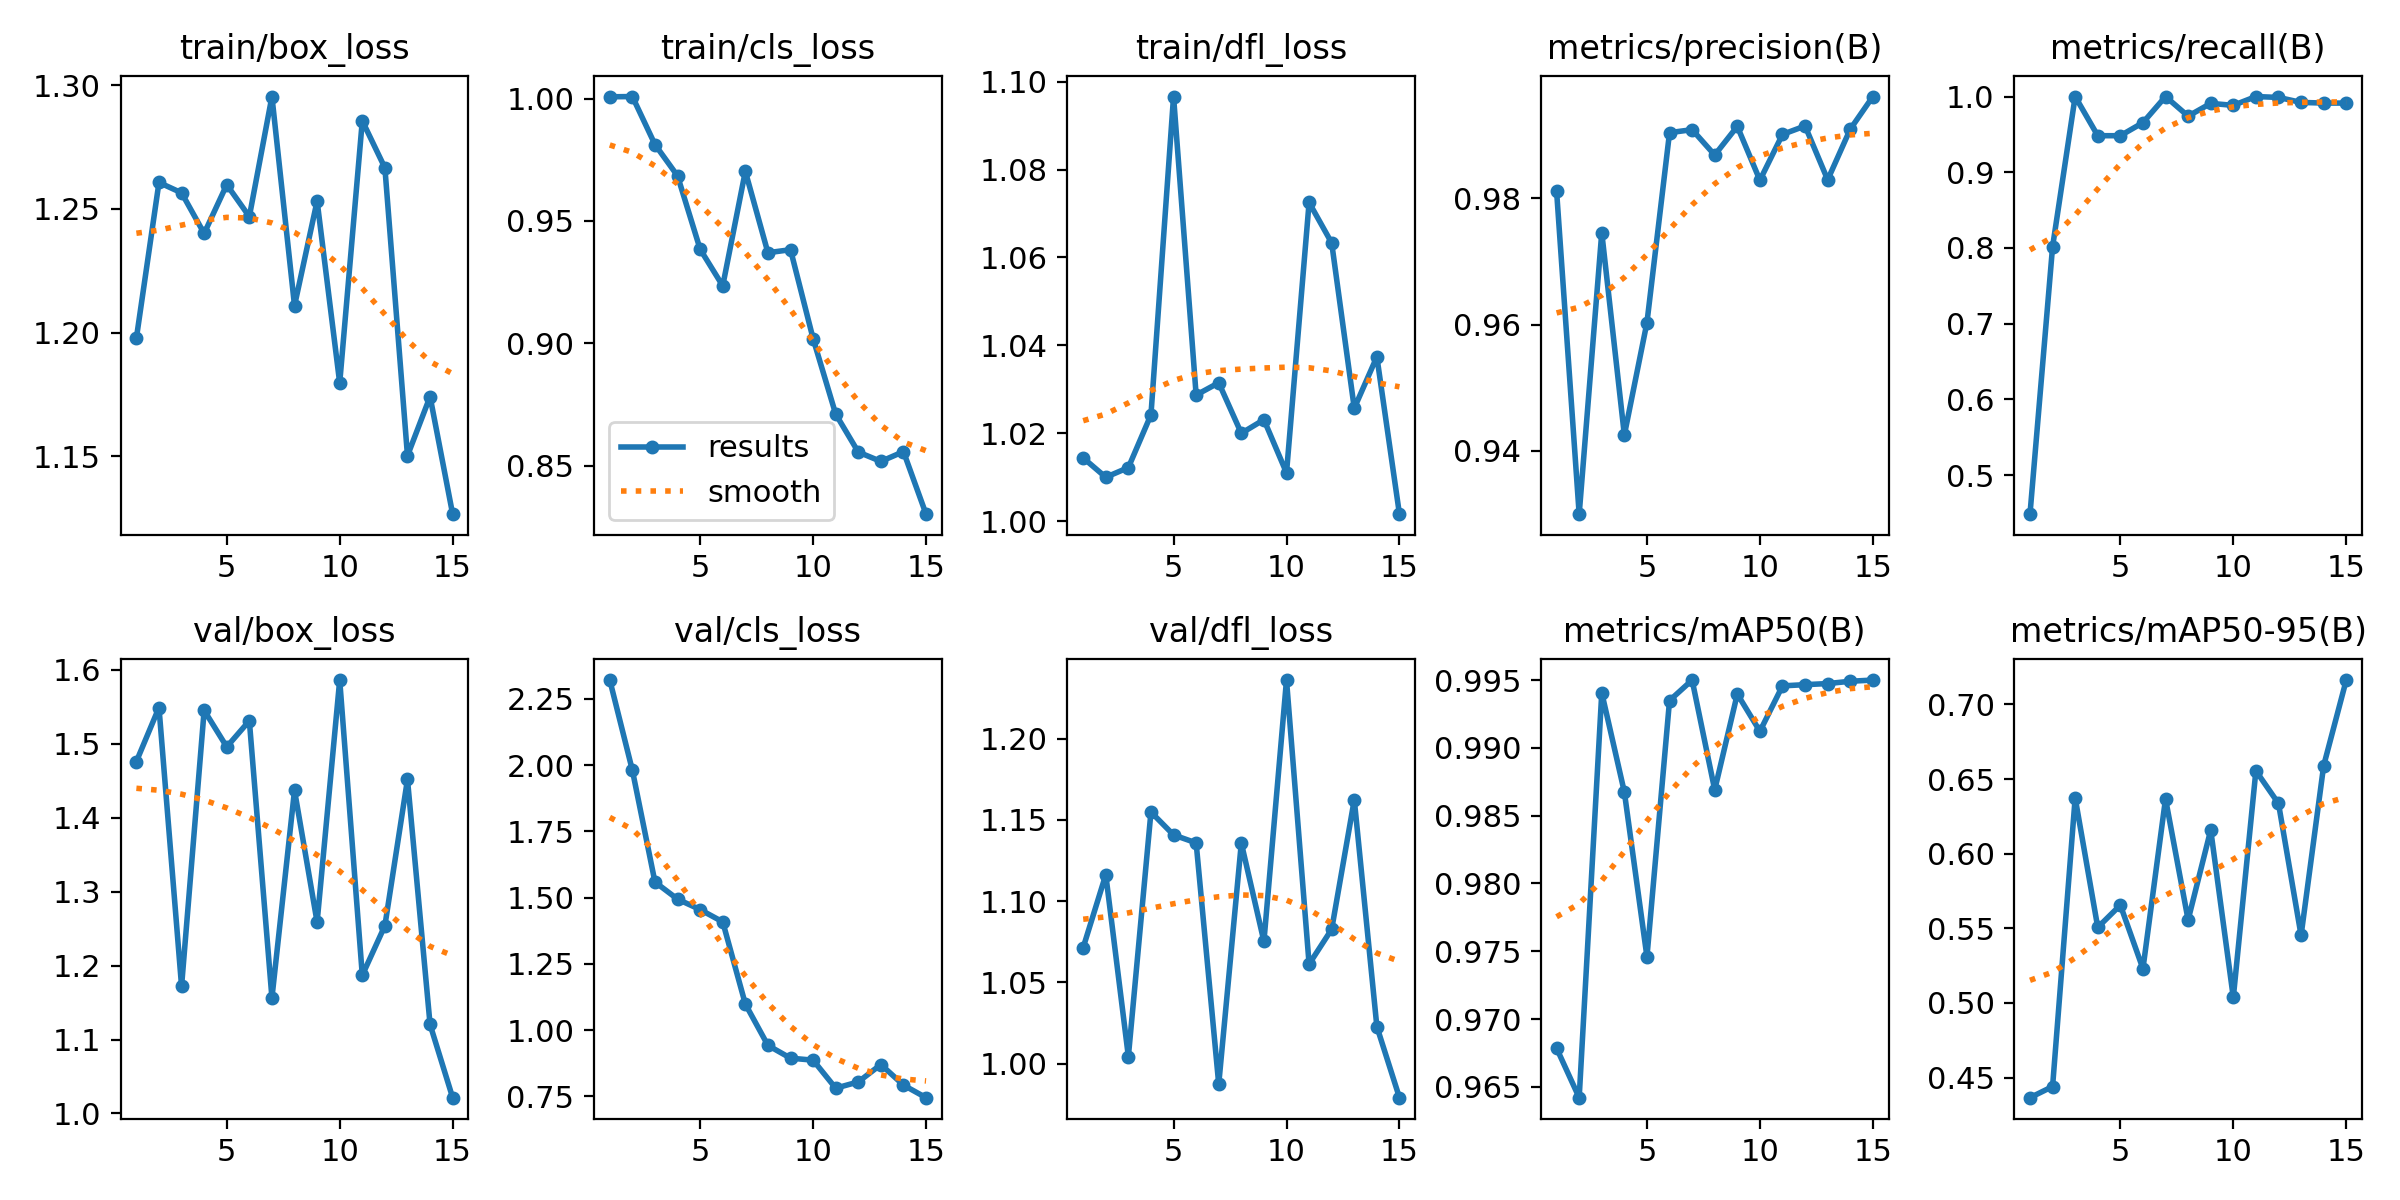 train/box_loss
1.30
1.25
1.20
1.15
5 10 15
train/cls_loss
1.00
0.95
0.90
0.85
results
smooth
5 10 15
train/dfl_loss
1.10
1.08
1.06
1.04
1.02
1.00
5 10 15
metrics/precision(B)
0.98
0.96
0.94
5 10 15
metrics/recall(B)
1.0
0.9
0.8
0.7
0.6
0.5
5 10 15
val/box_loss
1.6
1.5
1.4
1.3
1.2
1.1
1.0
5 10 15
val/cls_loss
2.25
2.00
1.75
1.50
1.25
1.00
0.75
5 10 15
val/dfl_loss
1.20
1.15
1.10
1.05
1.00
5 10 15
metrics/mAP50(B)
0.995
0.990
0.985
0.980
0.975
0.970
0.965
5 10 15
metrics/mAP50-95(B)
0.70
0.65
0.60
0.55
0.50
0.45
5 10 15